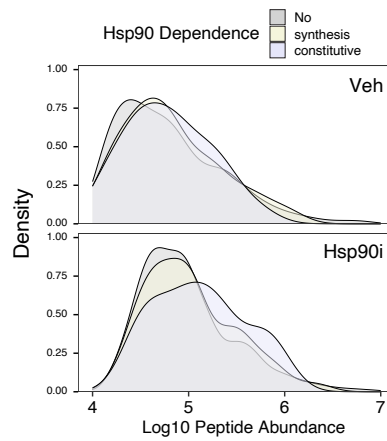 Hsp90 Dependence
No
synthesis
constitutive
Veh
1.00
0.75
0.50
0.25
0.00
Density
Hsp90i
1.00
0.75
0.50
0.25
0.00
4 5 6 7
Log10 Peptide Abundance